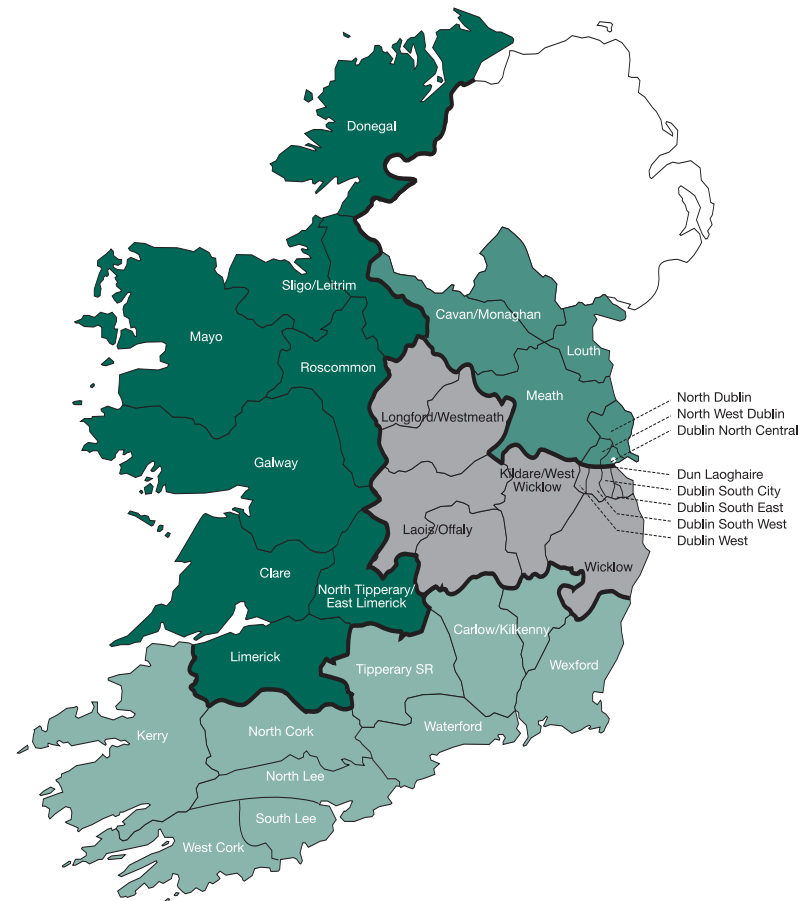 Donegal
Sligo/Leitrim
Cavan/Monaghan
Mayo
Louth
Roscommon
Meath
North Dublin
Longford/Westmeath
North West Dublin
Dublin North Central
Galway
Kildare/West
Wicklow
Dun Laoghaire
Dublin South City
Dublin South East
Laois/Offaly
Dublin South West
Dublin West
Clare
Wicklow
North Tipperary/
East Limerick
Carlow/Kilkenny
Limerick
Tipperary SR
Wexford
Kerry
North Cork
Waterford
North Lee
South Lee
West Cork